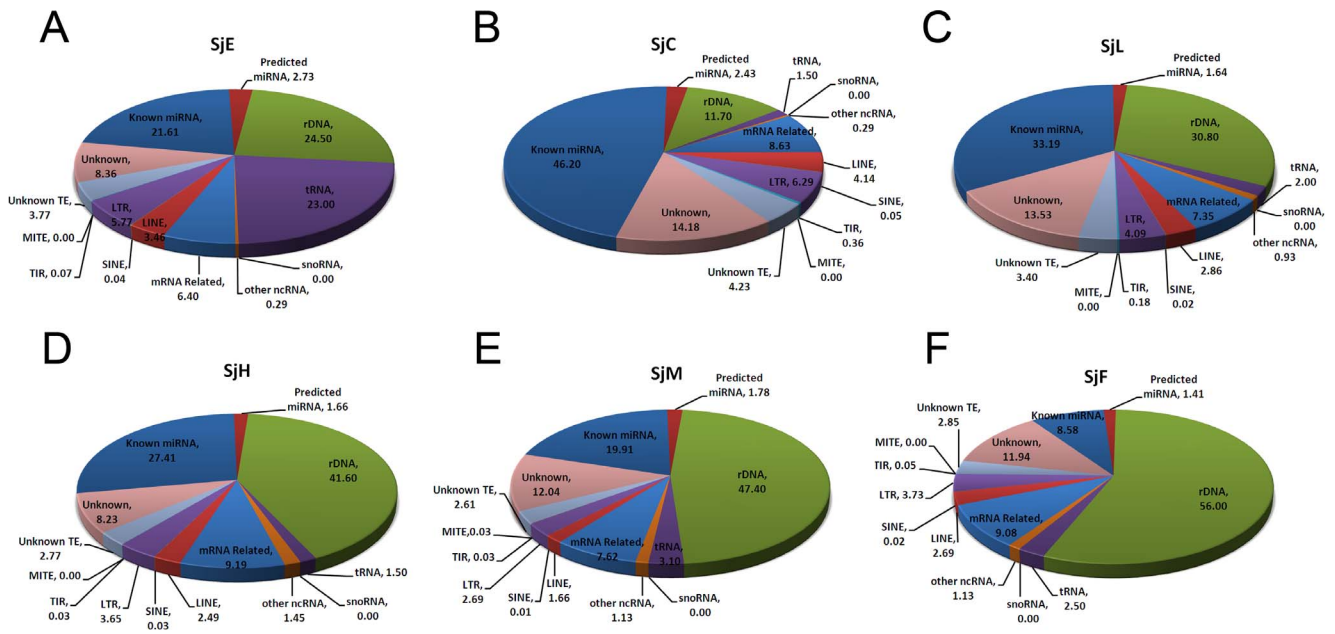 A
SjE
Predicted
miRNA, 2.73
rDNA,
24.50
tRNA,
23.00
snoRNA,
0.00
other ncRNA,
0.29
mRNA Related,
6.40
LINE,
3.46
SINE,
0.04
LTR,
5.77
TIR, 0.07
MITE, 0.00
Unknown TE,
3.77
Unknown,
8.36
Known miRNA,
21.61
B
SjC
Predicted
miRNA, 2.43
rDNA,
11.70
tRNA,
1.50
snoRNA,
0.00
other ncRNA,
0.29
mRNA Related,
8.63
LINE,
4.14
SINE,
0.05
LTR, 6.29
TIR,
0.36
MITE,
0.00
Unknown TE,
4.23
Unknown,
14.18
Known miRNA,
46.20
C
SjL
Predicted
miRNA, 1.64
rDNA,
30.80
tRNA,
2.00
snoRNA,
0.00
other ncRNA,
0.93
mRNA Related,
7.35
LINE,
2.86
SINE,
0.02
LTR,
4.09
TIR,
0.18
MITE,
0.00
Unknown TE,
3.40
Unknown,
13.53
Known miRNA,
33.19
D
SjH
Predicted
miRNA, 1.66
rDNA,
41.60
tRNA, 1.50
snoRNA,
0.00
other ncRNA,
1.45
mRNA Related,
9.19
LINE,
2.49
SINE,
0.03
LTR,
3.65
TIR,
0.03
MITE, 0.00
Unknown TE,
2.77
Unknown,
8.23
Known miRNA,
27.41
E
SjM
Predicted
miRNA, 1.78
rDNA,
47.40
tRNA,
3.10
snoRNA,
0.00
other ncRNA,
1.13
mRNA Related,
7.62
LINE,
1.66
SINE,
0.01
LTR,
2.69
TIR, 0.03
MITE,0.03
Unknown TE,
2.61
Unknown,
12.04
Known miRNA,
19.91
F
SjF
Predicted
miRNA, 1.41
rDNA,
56.00
tRNA,
2.50
snoRNA,
0.00
other ncRNA,
1.13
mRNA Related,
9.08
LINE,
2.69
SINE,
0.02
LTR, 3.73
TIR, 0.05
MITE, 0.00
Unknown TE,
2.85
Unknown,
11.94
Known miRNA,
8.58